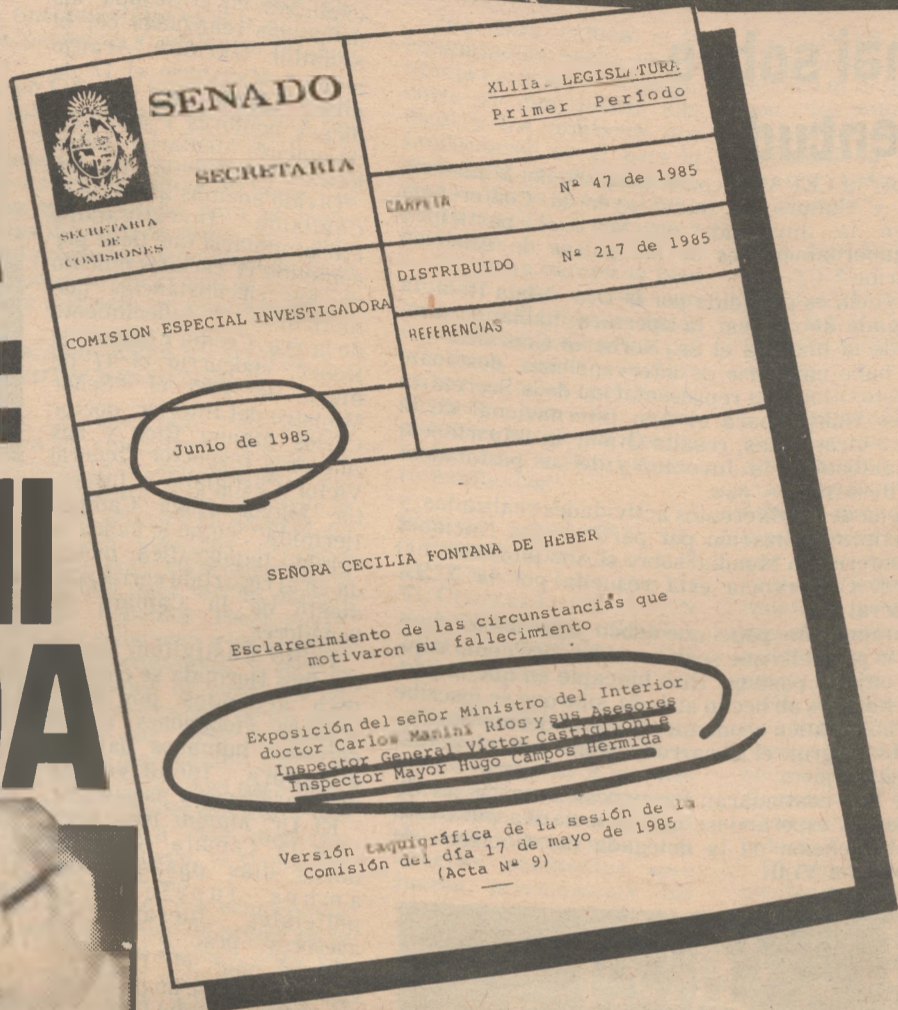 SENADO
SECRETARIA
SECRETARIA
DE
COMISIONES
XLIIa. LEGISLATURA
Primer Período
CARPETA Nº 47 de 1985
DISTRIBUIDO Nº 217 de 1985
REFERENCIAS
COMISION ESPECIAL INVESTIGADORA
Junio de 1985
SEÑORA CECILIA FONTANA DE HEBER
Esclarecimiento de las circunstancias que
motivaron su fallecimiento
Exposición del señor Ministro del Interior
doctor Carlos Manini Ríos y sus Asesores
Inspector General Víctor Castiglioni e
Inspector Mayor Hugo Campos Hermida
Versión taquigráfica de la sesión de la
Comisión del día 17 de mayo de 1985
(Acta Nº 9)